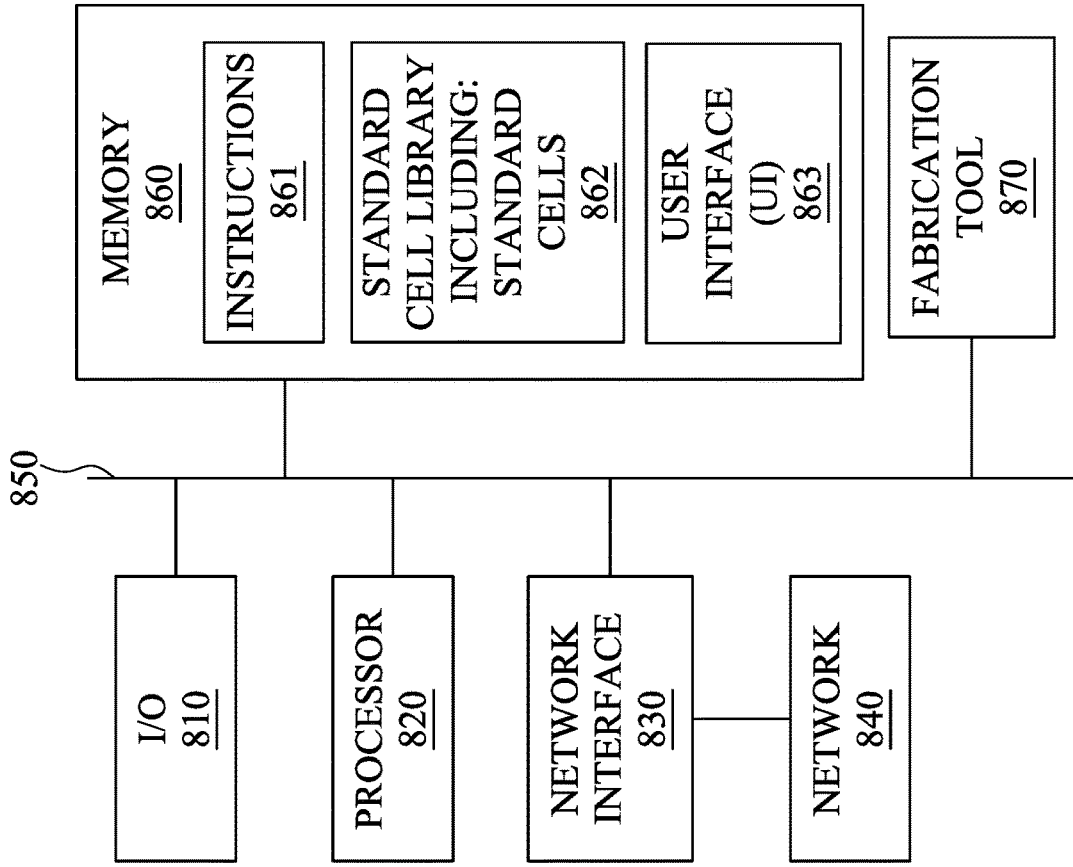 850
I/O
810
PROCESSOR
820
NETWORK
INTERFACE
830
NETWORK
840
MEMORY
860
INSTRUCTIONS
861
STANDARD
CELL LIBRARY
INCLUDING:
STANDARD
CELLS
862
USER
INTERFACE
(UI)
863
FABRICATION
TOOL
870